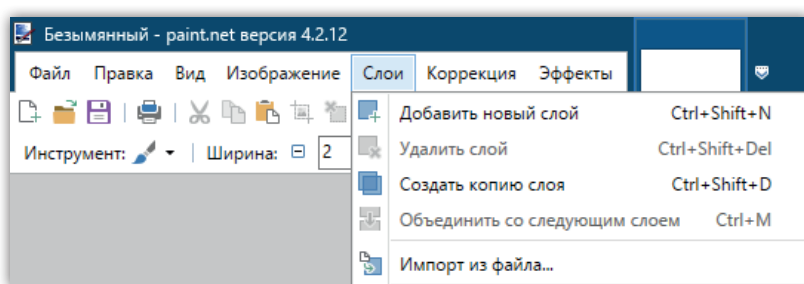 Безымянный - paint.net версия 4.2.12
Файл Правка Вид Изображение Слои Коррекция Эффекты
Добавить новый слой Ctrl+Shift+N
Инструмент: Ширина: 2
Удалить слой Ctrl+Shift+Del
Создать копию слоя Ctrl+Shift+D
Объединить со следующим слоем Ctrl+M
Импорт из файла...